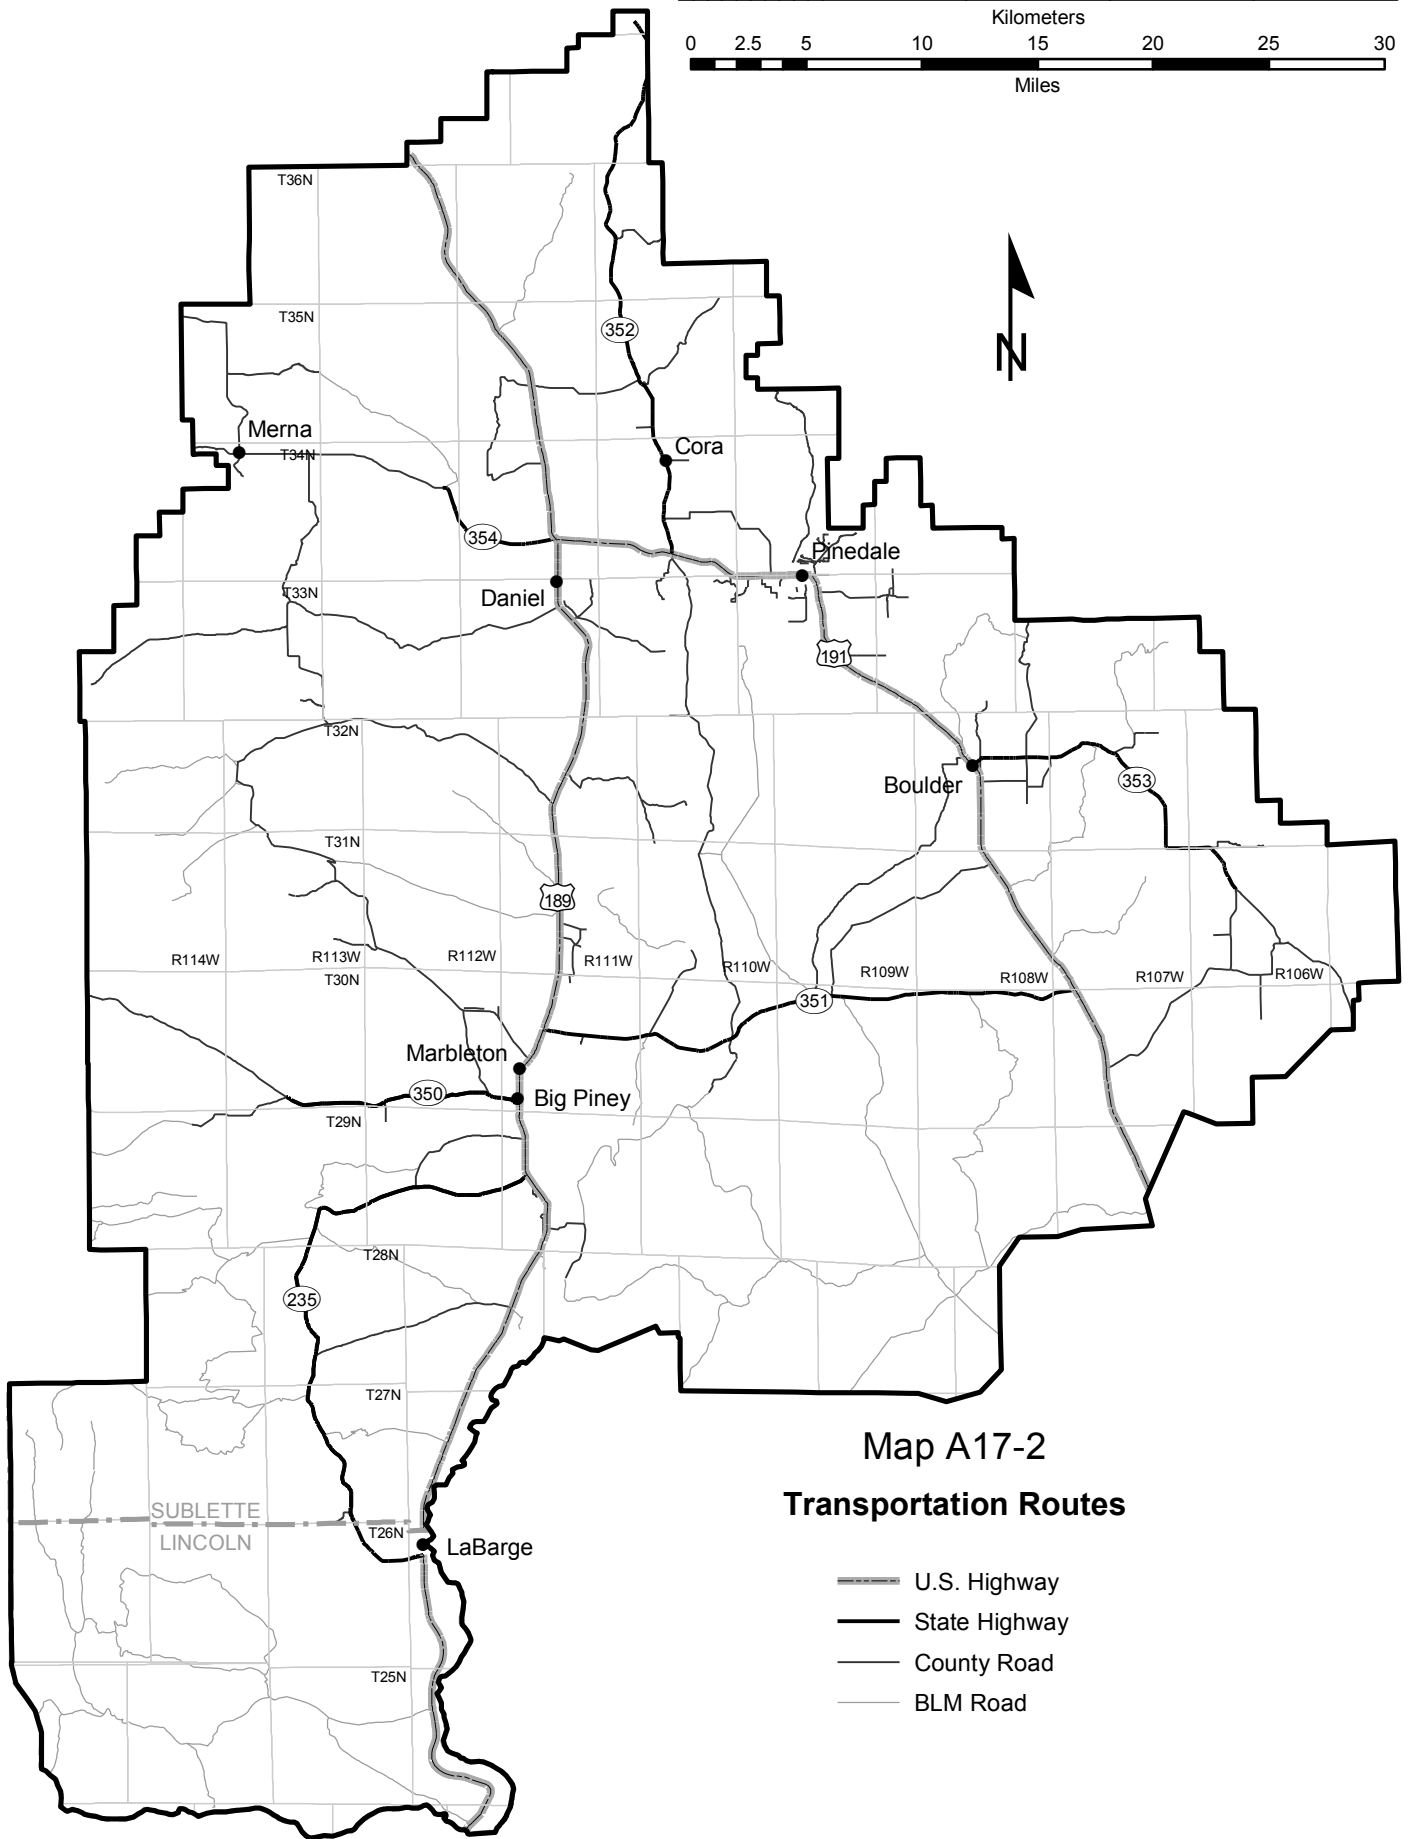 Kilometers
0 2.5 5 10 15 20 25 30
Miles
T36N
T35N
352
N
Merna
T34N
Cora
354
Pinedale
T33N
Daniel
191
T32N
Boulder
353
T31N
189
R114W R113W R112W R111W R110W R109W R108W R107W R106W
T30N
351
Marbleton
350
Big Piney
T29N
T28N
235
T27N
Map A17-2
Transportation Routes
SUBLETTE
LINCOLN
T26N
LaBarge
U.S. Highway
State Highway
County Road
BLM Road
T25N